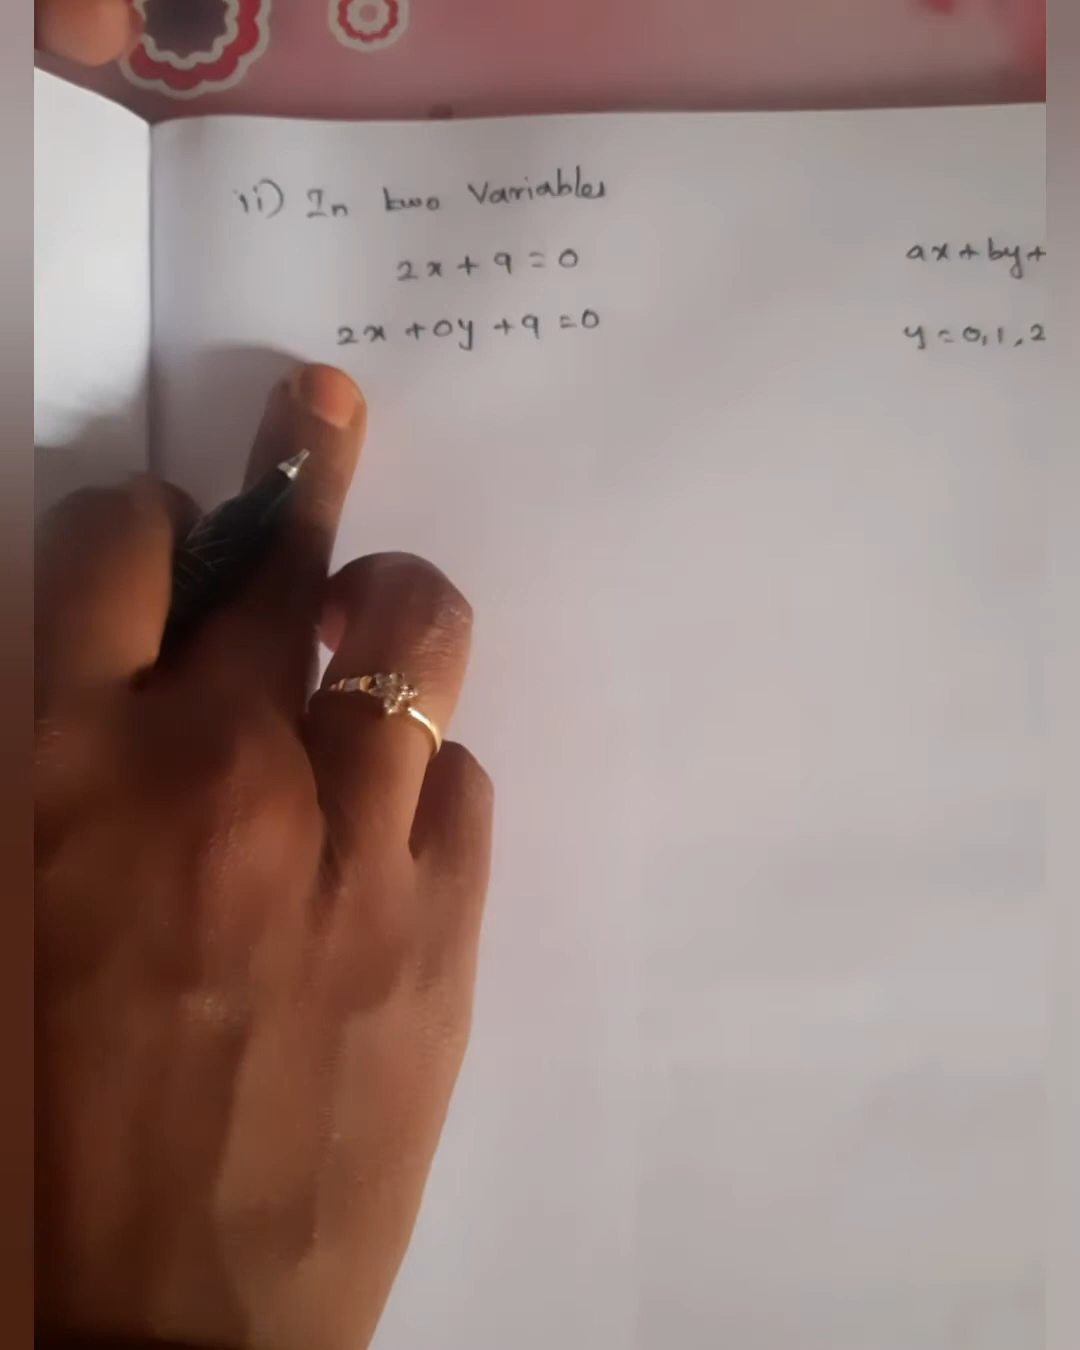 ii) In two Variables
2x + 9 = 0
ax + by +
2x + 0y + 9 = 0
y = 0, 1, 2